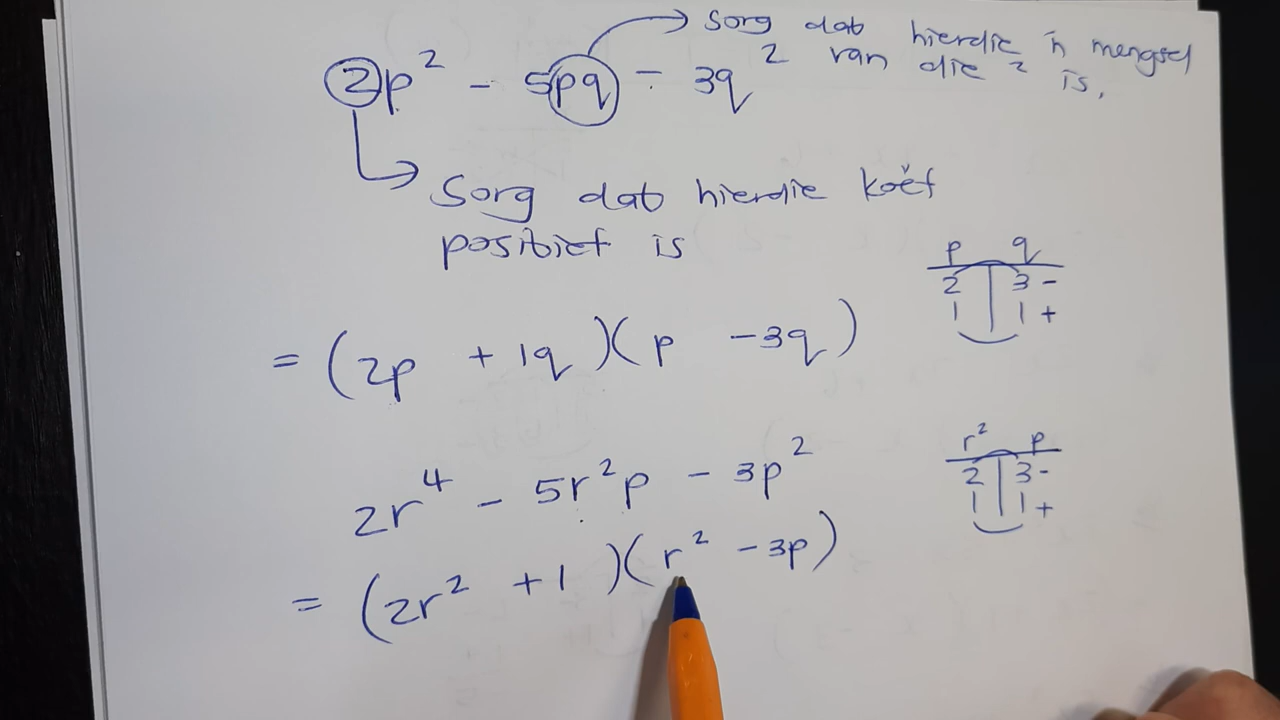 Sorg dat hierdie 'n mengsel
van die 2 is.
2p² - 5pq - 3q²
Sorg dat hierdie koëf
positief is
p q
2 3 -
1 1 +
= (2p + 1q)(p - 3q)
2r⁴ - 5r²p - 3p²
r² p
2 3 -
1 1 +
= (2r² + 1 )(r² - 3p)